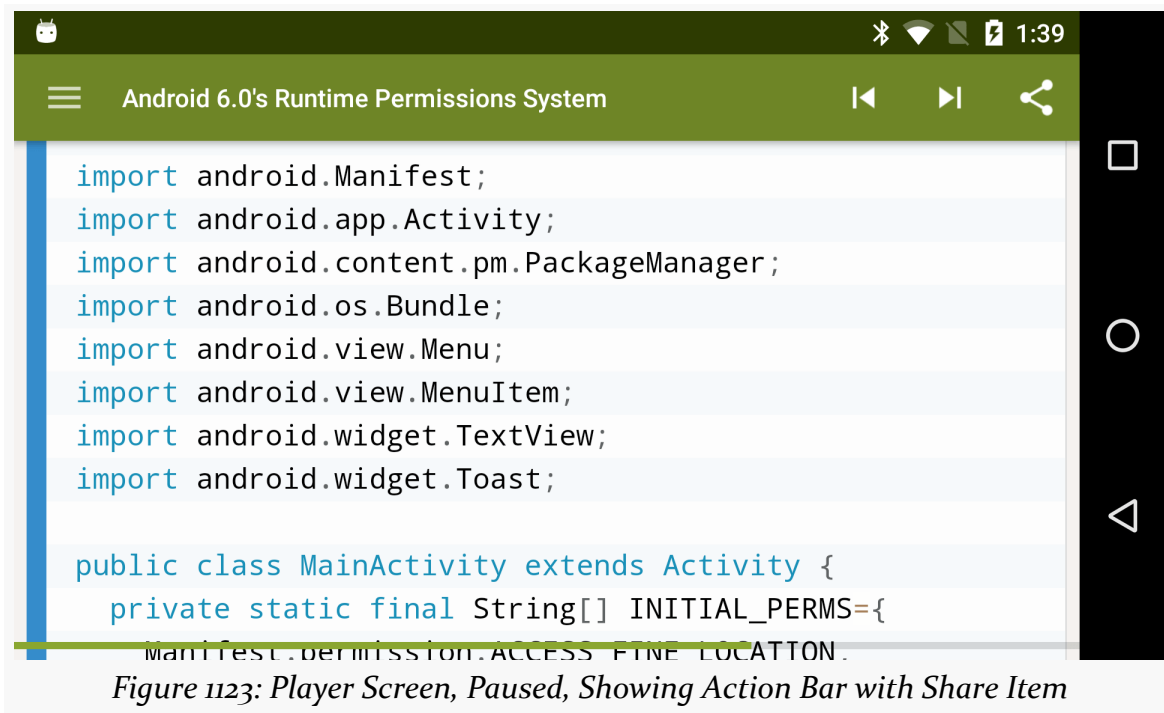 1:39
Android 6.0's Runtime Permissions System
import android.Manifest;
import android.app.Activity;
import android.content.pm.PackageManager;
import android.os.Bundle;
import android.view.Menu;
import android.view.MenuItem;
import android.widget.TextView;
import android.widget.Toast;
public class MainActivity extends Activity {
private static final String[] INITIAL_PERMS={
Manifest.permission.ACCESS_FINE_LOCATION,
Figure 1123: Player Screen, Paused, Showing Action Bar with Share Item